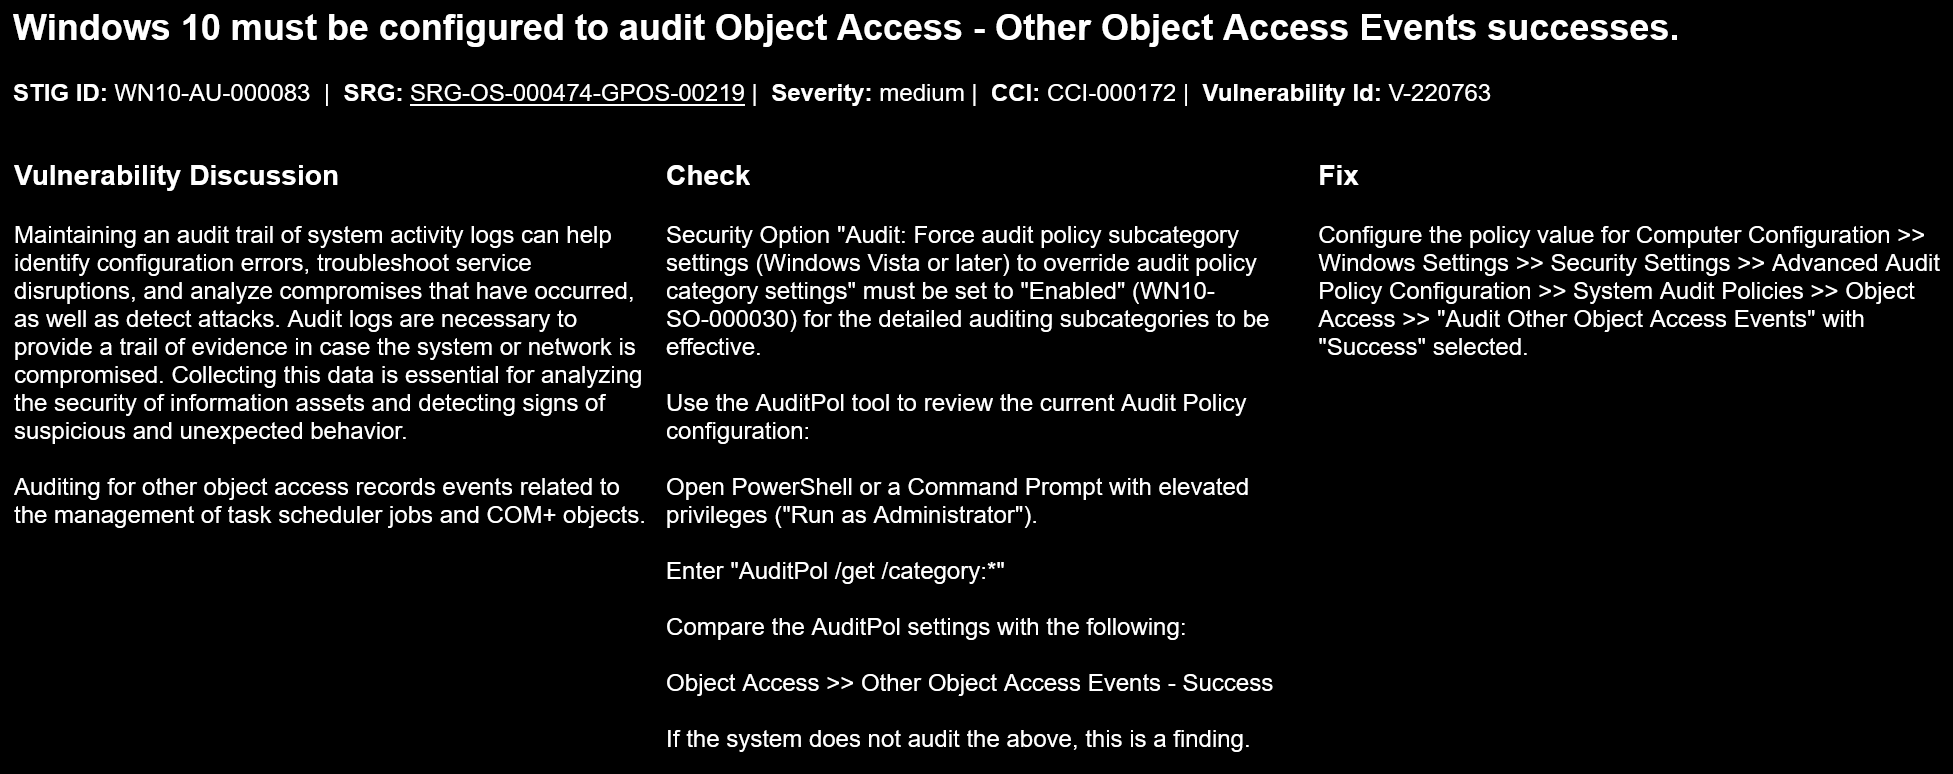 Windows 10 must be configured to audit Object Access - Other Object Access Events successes.
STIG ID: WN10-AU-000083 | SRG: SRG-OS-000474-GPOS-00219 | Severity: medium | CCI: CCI-000172 | Vulnerability Id: V-220763
Vulnerability Discussion
Maintaining an audit trail of system activity logs can help
identify configuration errors, troubleshoot service
disruptions, and analyze compromises that have occurred,
as well as detect attacks. Audit logs are necessary to
provide a trail of evidence in case the system or network is
compromised. Collecting this data is essential for analyzing
the security of information assets and detecting signs of
suspicious and unexpected behavior.
Auditing for other object access records events related to
the management of task scheduler jobs and COM+ objects.
Check
Security Option "Audit: Force audit policy subcategory
settings (Windows Vista or later) to override audit policy
category settings" must be set to "Enabled" (WN10-
SO-000030) for the detailed auditing subcategories to be
effective.
Use the AuditPol tool to review the current Audit Policy
configuration:
Open PowerShell or a Command Prompt with elevated
privileges ("Run as Administrator").
Enter "AuditPol /get /category:*"
Compare the AuditPol settings with the following:
Object Access >> Other Object Access Events - Success
If the system does not audit the above, this is a finding.
Fix
Configure the policy value for Computer Configuration >>
Windows Settings >> Security Settings >> Advanced Audit
Policy Configuration >> System Audit Policies >> Object
Access >> "Audit Other Object Access Events" with
"Success" selected.